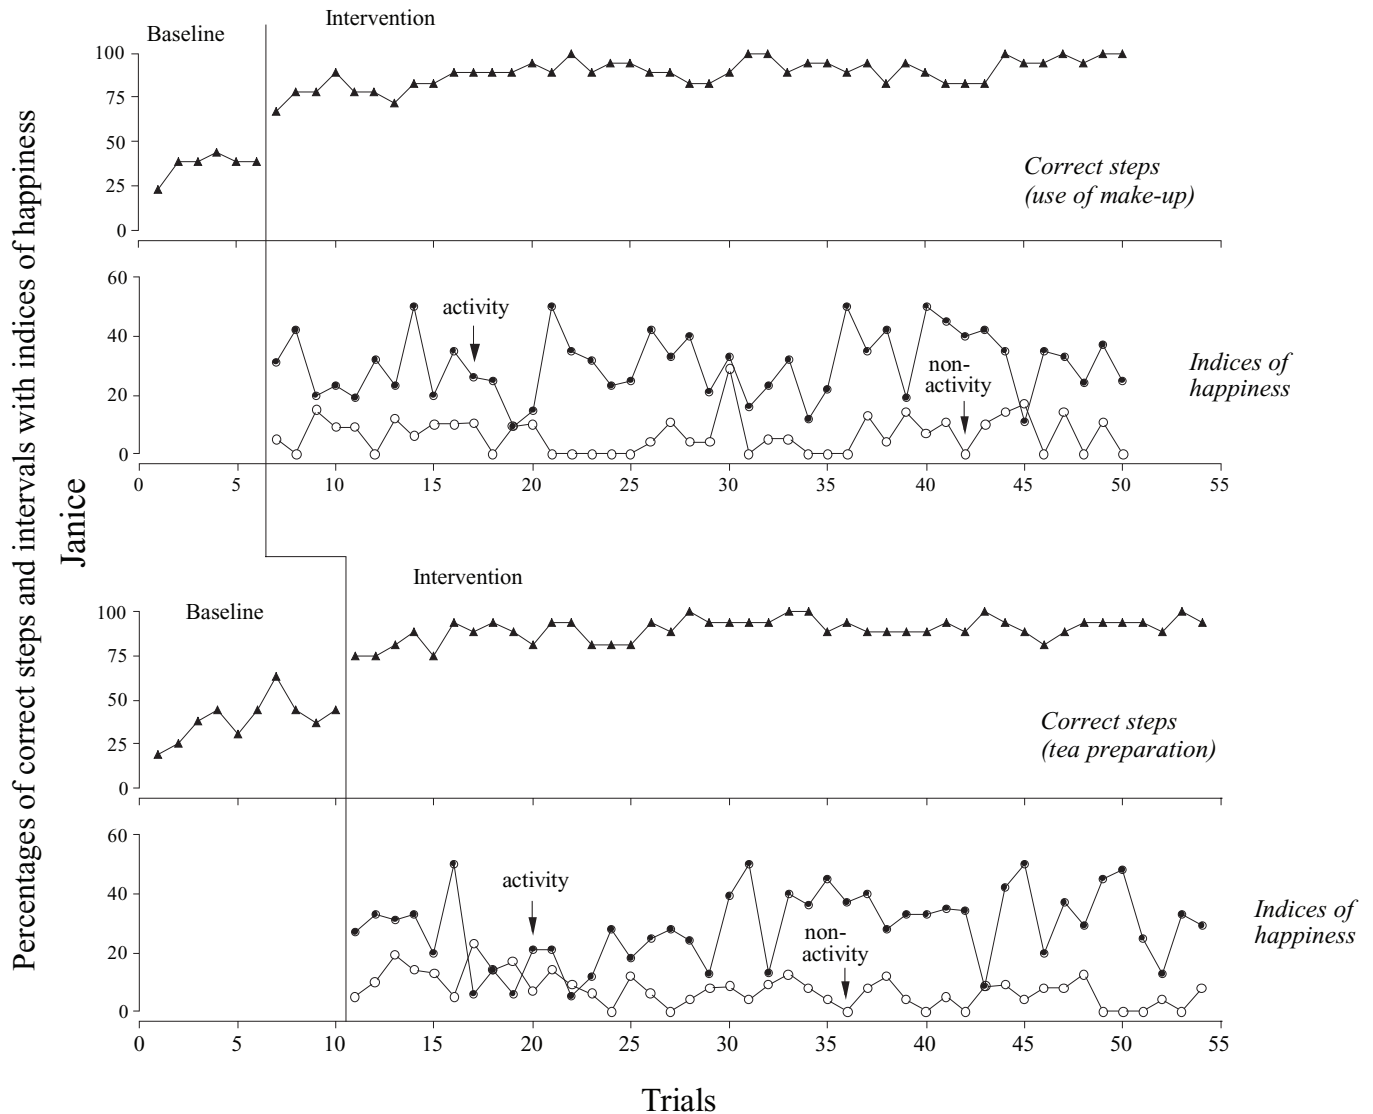 Percentages of correct steps and intervals with indices of happiness
Janice
Baseline
Intervention
100
75
50
25
0
Correct steps
(use of make-up)
60
40
20
0
activity
non-
activity
Indices of
happiness
0 5 10 15 20 25 30 35 40 45 50 55
Intervention
Baseline
100
75
50
25
0
Correct steps
(tea preparation)
60
40
20
0
activity
non-
activity
Indices of
happiness
0 5 10 15 20 25 30 35 40 45 50 55
Trials